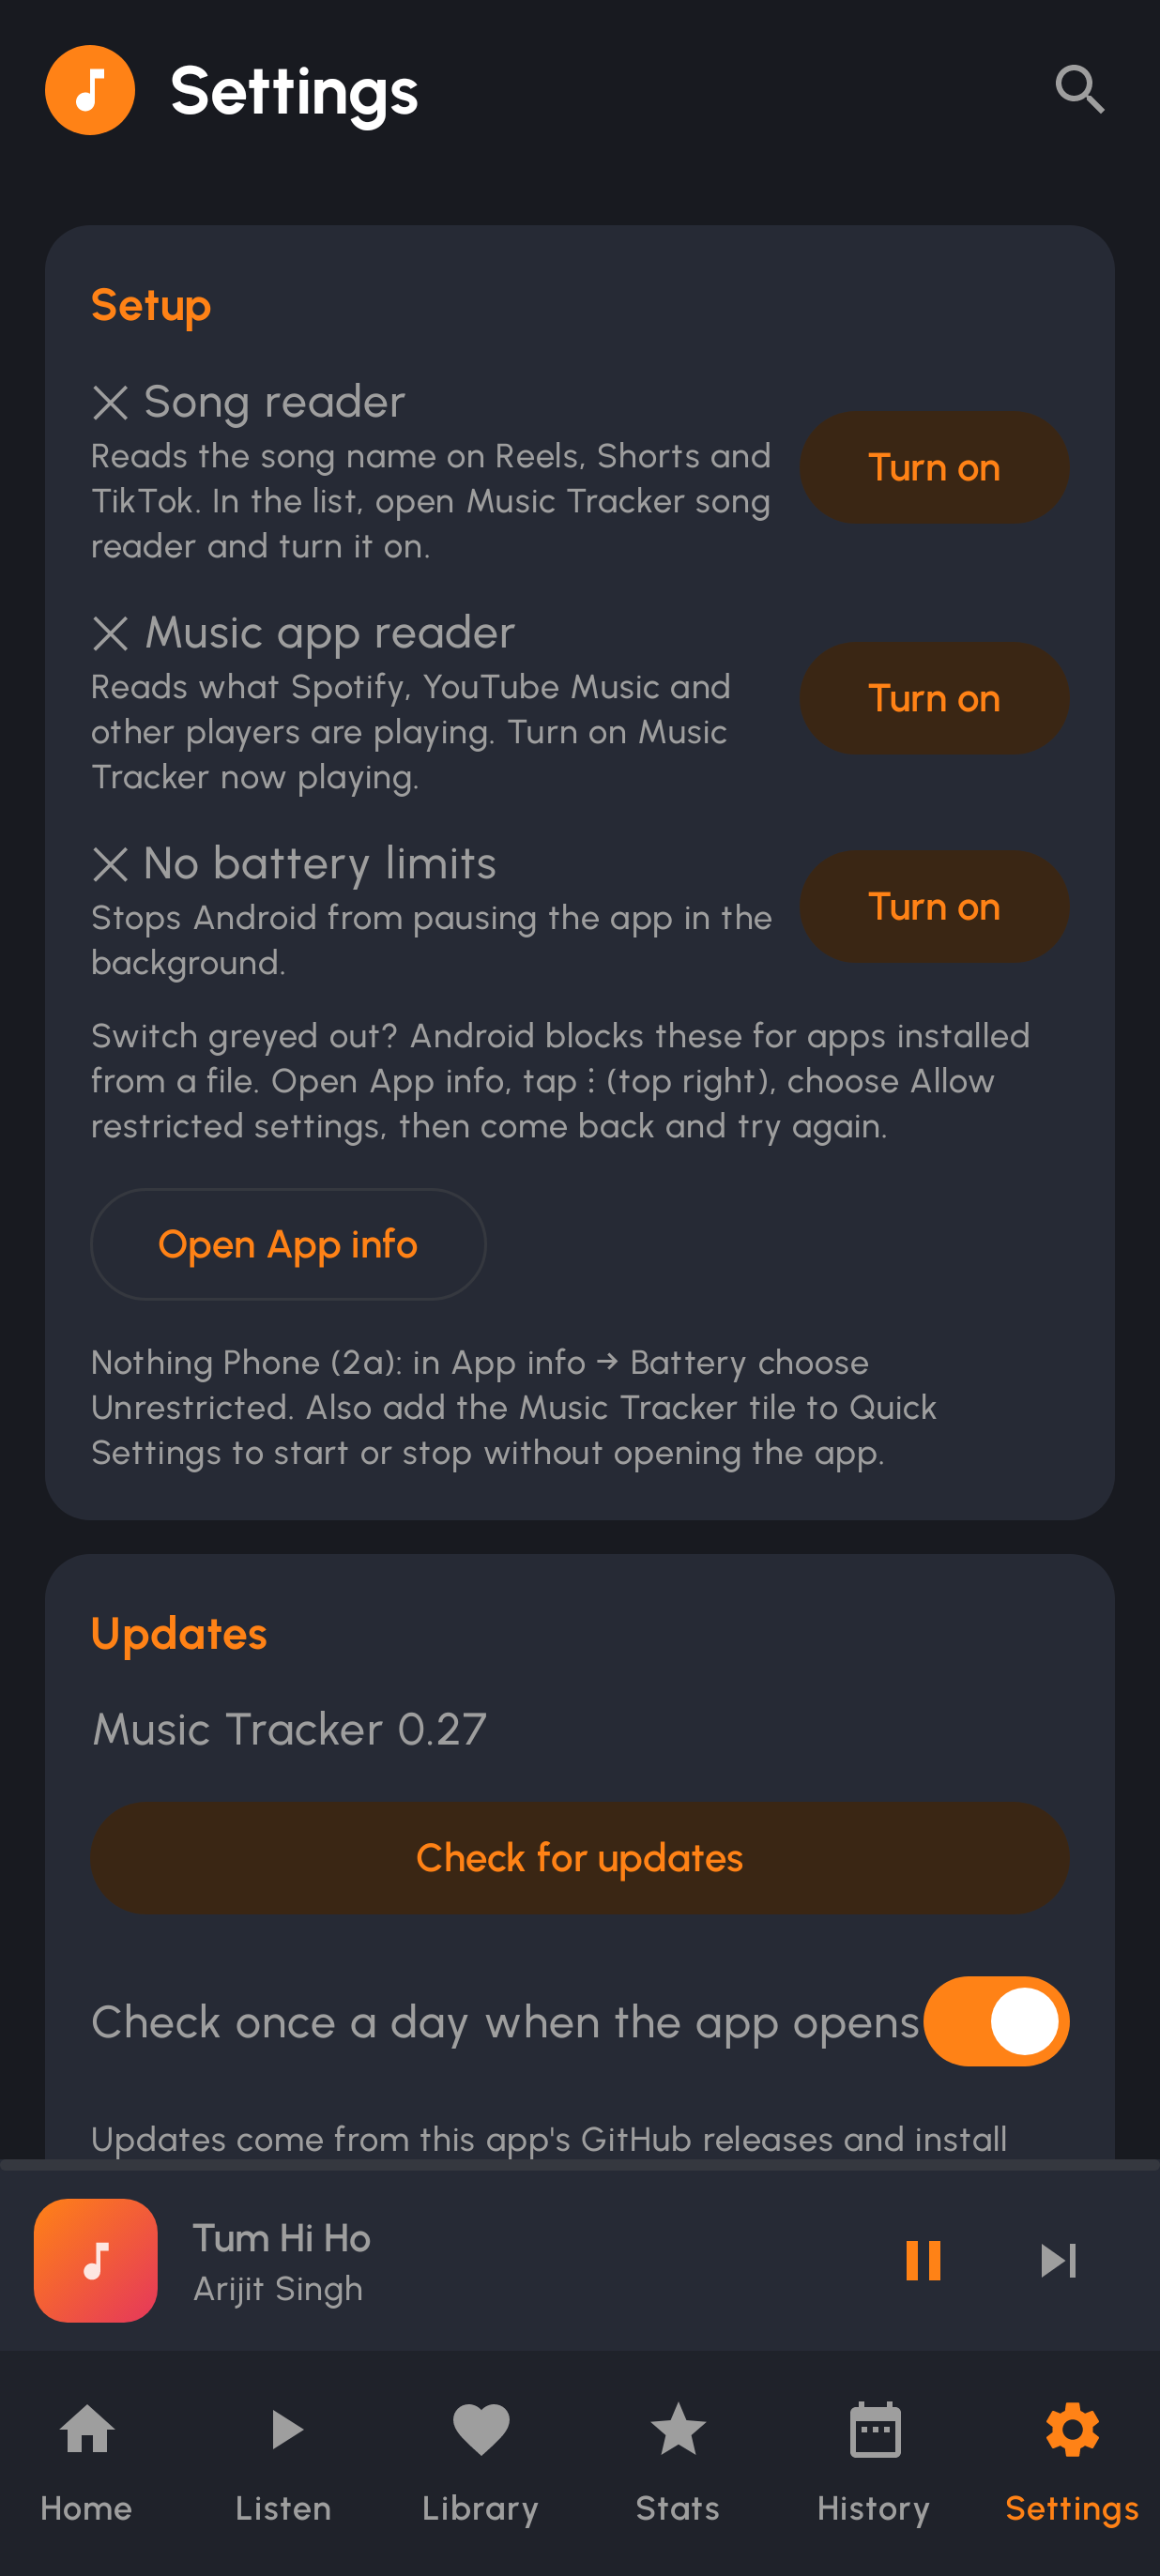 Settings
Setup
Song reader
Reads the song name on Reels, Shorts and
TikTok. In the list, open Music Tracker song
reader and turn it on.
Turn on
Music app reader
Reads what Spotify, YouTube Music and
other players are playing. Turn on Music
Tracker now playing.
Turn on
No battery limits
Stops Android from pausing the app in the
background.
Turn on
Switch greyed out? Android blocks these for apps installed
from a file. Open App info, tap ⋮ (top right), choose Allow
restricted settings, then come back and try again.
Open App info
Nothing Phone (2a): in App info → Battery choose
Unrestricted. Also add the Music Tracker tile to Quick
Settings to start or stop without opening the app.
Updates
Music Tracker 0.27
Check for updates
Check once a day when the app opens
Updates come from this app's GitHub releases and install
Tum Hi Ho
Arijit Singh
Home
Listen
Library
Stats
History
Settings